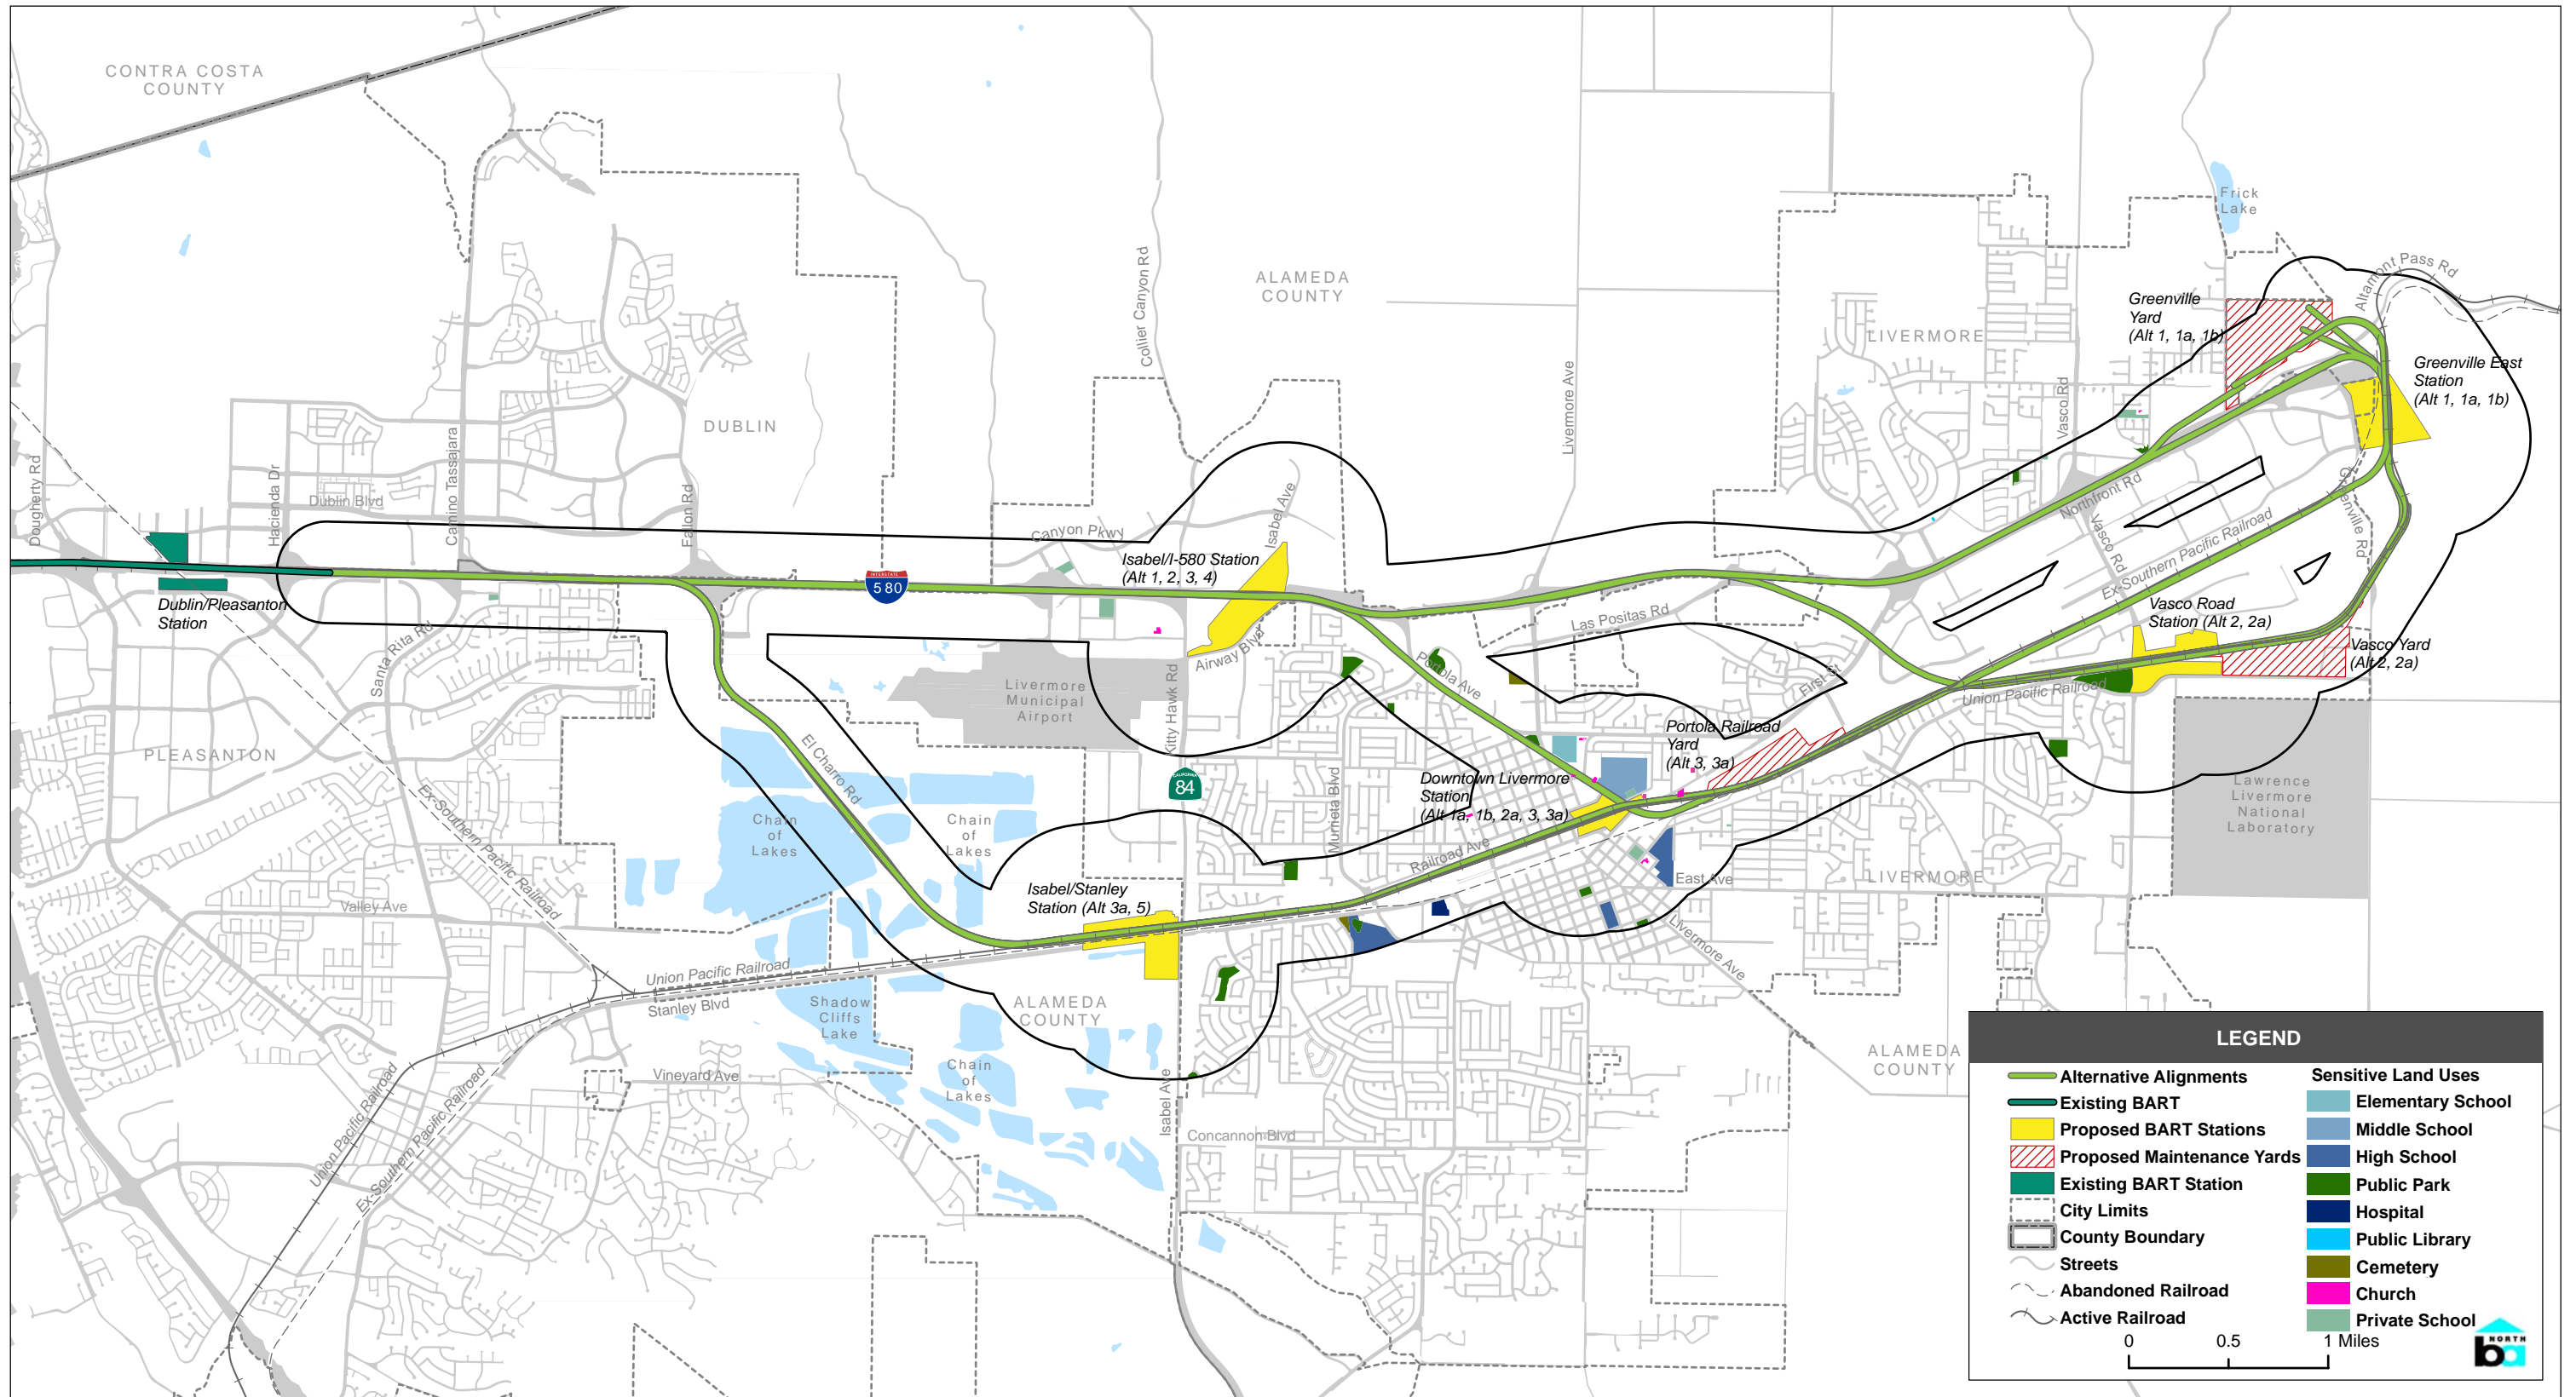 CONTRA COSTA
COUNTY
Frick
Lake
Altamont Pass Rd
ALAMEDA
COUNTY
Collier Canyon Rd
Greenville
Yard
(Alt 1, 1a, 1b)
LIVERMORE
Greenville East
Station
(Alt 1, 1a, 1b)
Livermore Ave
Vasco Rd
DUBLIN
Dougherty Rd
Hacienda Dr
Camino Tassajara
Fallon Rd
Dublin Blvd
Canyon Pkwy
Isabel Ave
Northfront Rd
Vasco Rd
Greenville Rd
Ex-Southern Pacific Railroad
Isabel/I-580 Station
(Alt 1, 2, 3, 4)
INTERSTATE
580
Dublin/Pleasanton
Station
Las Positas Rd
Vasco Road
Station (Alt 2, 2a)
Vasco Yard
(Alt 2, 2a)
Santa Rita Rd
Airway Blvd
Portola Ave
First St
Union Pacific Railroad
Livermore
Municipal
Airport
Kitty Hawk Rd
PLEASANTON
El Charro Rd
Portola Railroad
Yard
(Alt 3, 3a)
CALIFORNIA
84
Murrieta Blvd
Downtown Livermore
Station
(Alt 1a, 1b, 2a, 3, 3a)
Lawrence
Livermore
National
Laboratory
Ex-Southern Pacific Railroad
Chain
of
Lakes
Chain
of
Lakes
Railroad Ave
East Ave
LIVERMORE
Isabel/Stanley
Station (Alt 3a, 5)
Valley Ave
Livermore Ave
Union Pacific Railroad
Stanley Blvd
Shadow
Cliffs
Lake
ALAMEDA
COUNTY
Chain
of
Lakes
Vineyard Ave
Isabel Ave
Concannon Blvd
Union Pacific Railroad
Ex-Southern Pacific Railroad
ALAMEDA
COUNTY
LEGEND
Alternative Alignments
Existing BART
Proposed BART Stations
Proposed Maintenance Yards
Existing BART Station
City Limits
County Boundary
Streets
Abandoned Railroad
Active Railroad
Sensitive Land Uses
Elementary School
Middle School
High School
Public Park
Hospital
Public Library
Cemetery
Church
Private School
0 0.5 1 Miles
NORTH
ba